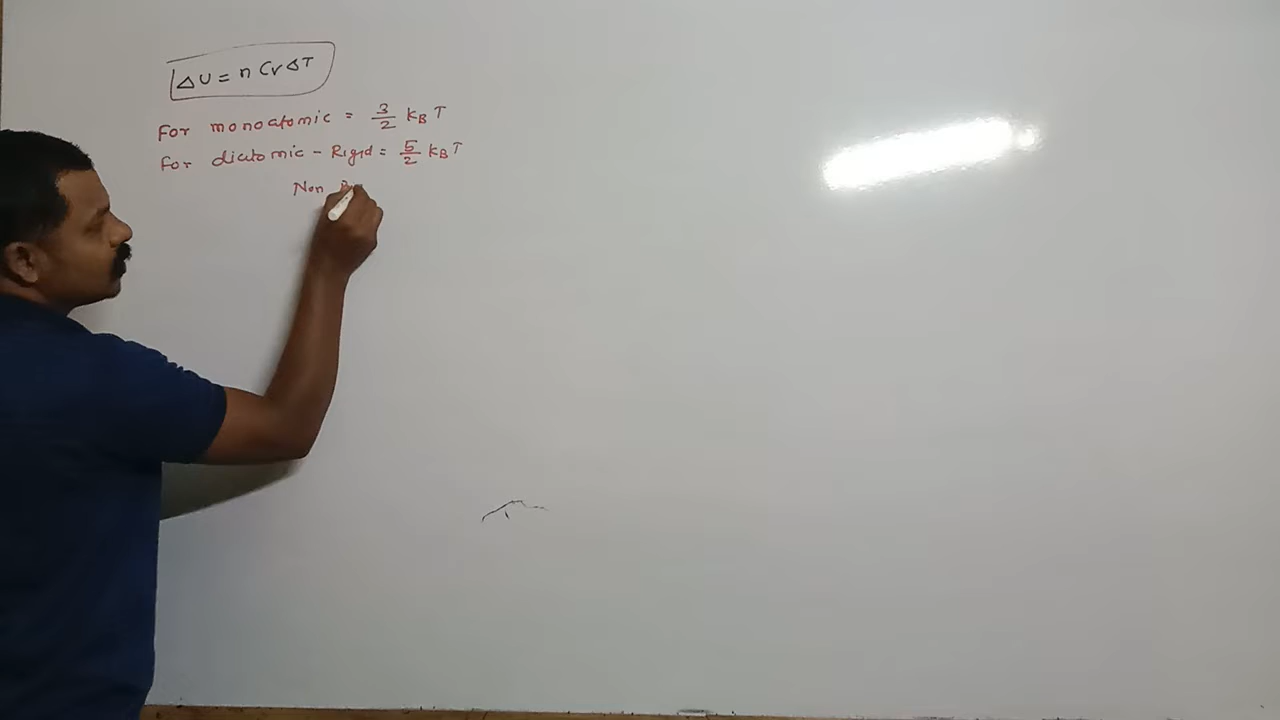 ΔU = n Cv ΔT
For monoatomic = 3/2 KB T
For diatomic - Rigid = 5/2 KB T
Non